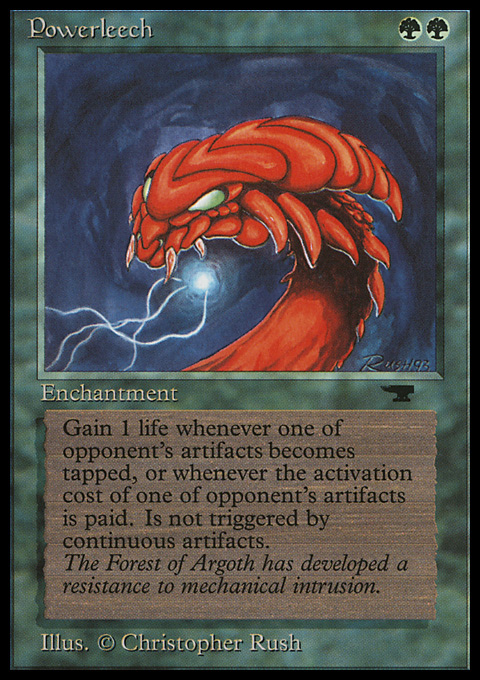 Powerleech
RUSH93
Enchantment
Gain 1 life whenever one of
opponent's artifacts becomes
tapped, or whenever the activation
cost of one of opponent's artifacts
is paid. Is not triggered by
continuous artifacts.
The Forest of Argoth has developed a
resistance to mechanical intrusion.
Illus. © Christopher Rush